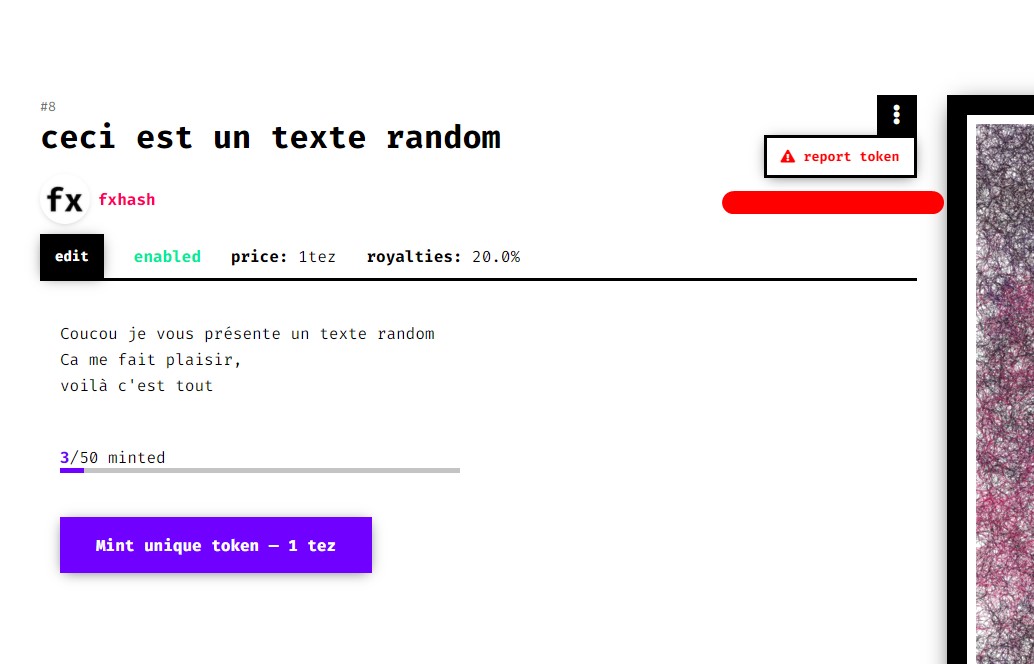 #8
ceci est un texte random
report token
fx fxhash
edit enabled price: 1tez royalties: 20.0%
Coucou je vous présente un texte random
Ca me fait plaisir,
voilà c'est tout
3/50 minted
Mint unique token — 1 tez